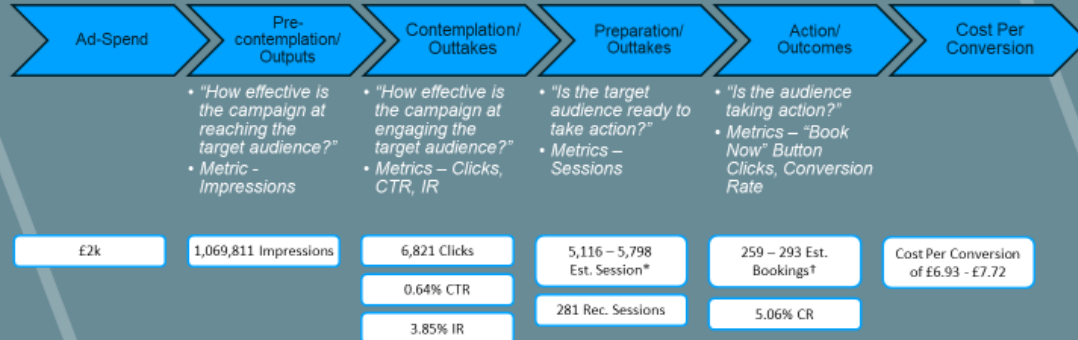 Ad-Spend
Pre-
contemplation/
Outputs
Contemplation/
Outtakes
Preparation/
Outtakes
Action/
Outcomes
Cost Per
Conversion
• “How effective is
the campaign at
reaching the
target audience?”
• Metric -
Impressions
• “How effective is
the campaign at
engaging the
target audience?”
• Metrics – Clicks,
CTR, IR
• “Is the target
audience ready to
take action?”
• Metrics –
Sessions
• “Is the audience
taking action?”
• Metrics – “Book
Now” Button
Clicks, Conversion
Rate
£2k
1,069,811 Impressions
6,821 Clicks
0.64% CTR
3.85% IR
5,116 – 5,798
Est. Session*
281 Rec. Sessions
259 – 293 Est.
Bookings†
5.06% CR
Cost Per Conversion
of £6.93 - £7.72